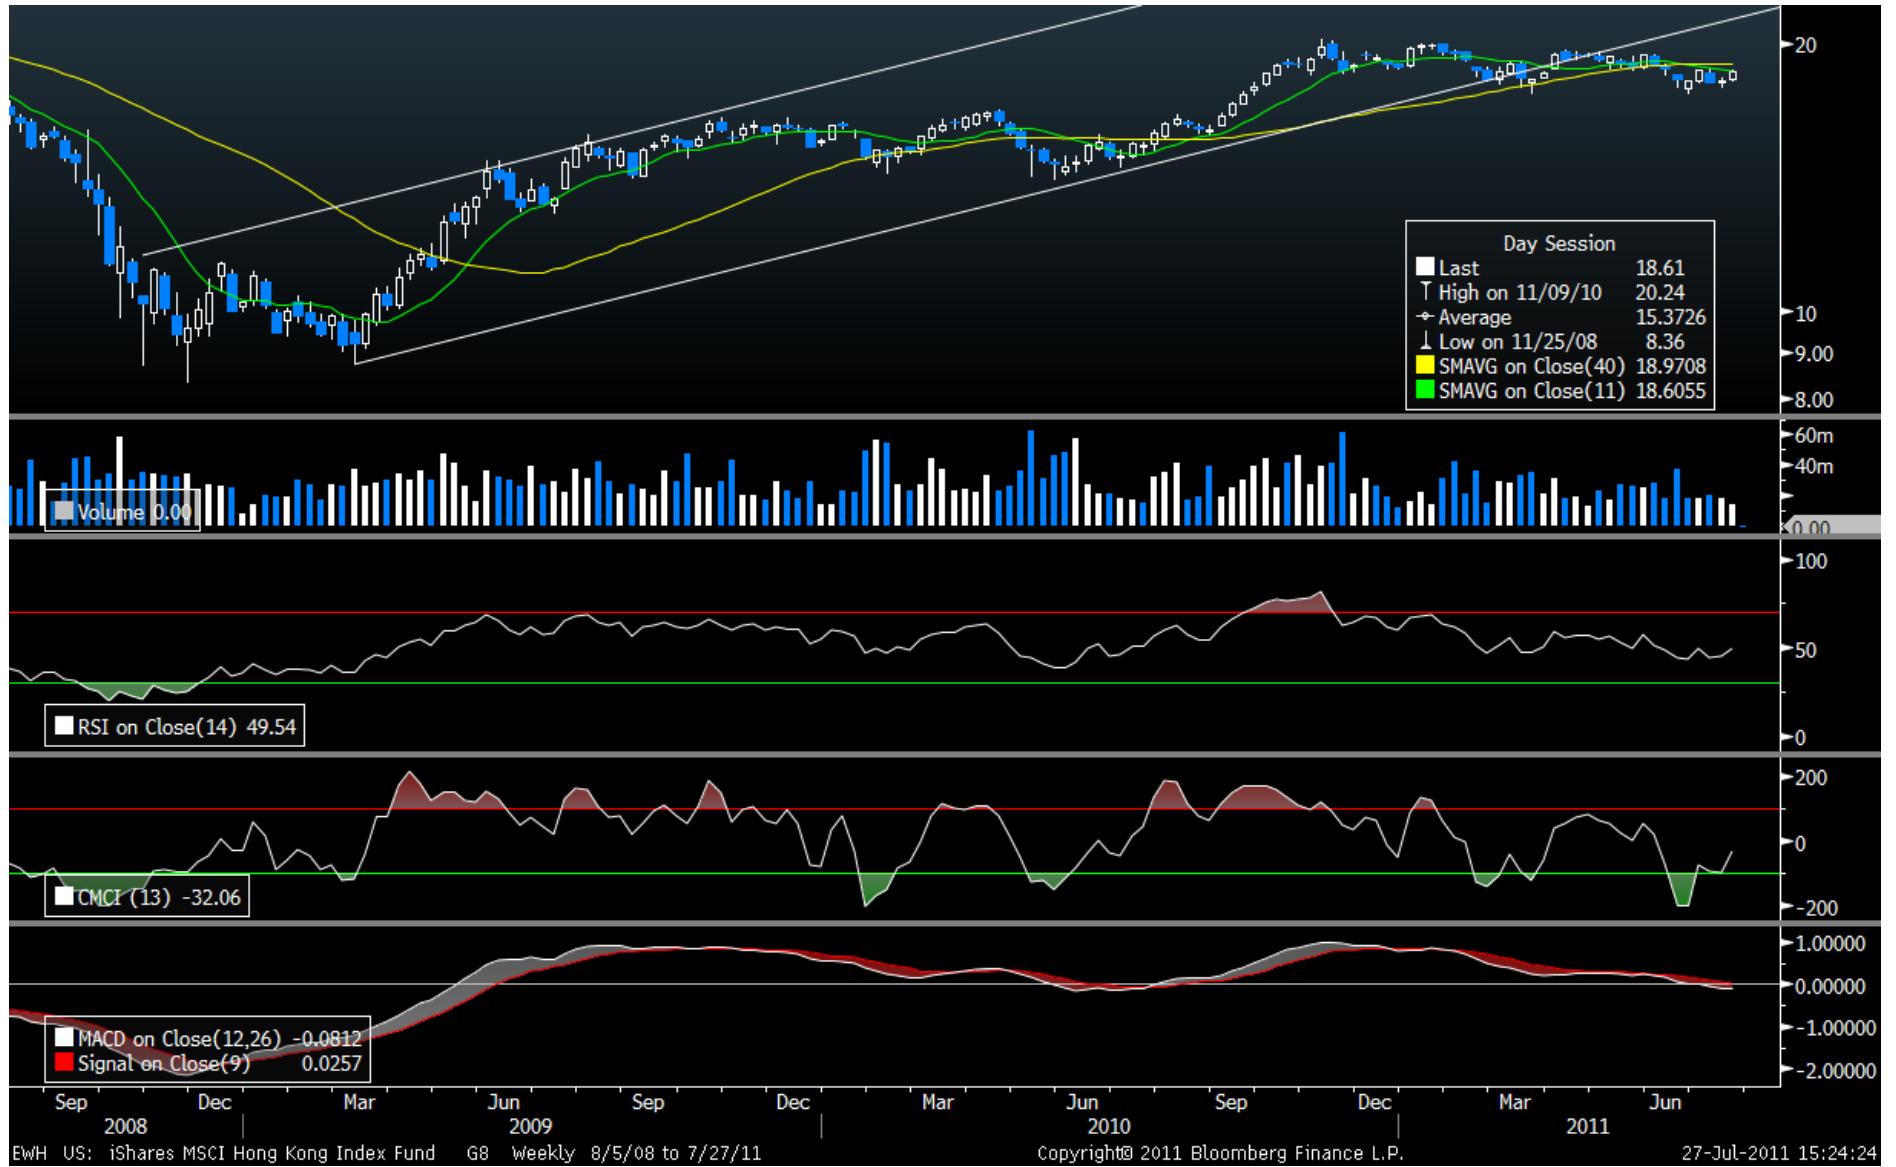 20
Day Session
Last 18.61
High on 11/09/10 20.24
Average 15.3726
Low on 11/25/08 8.36
SMAVG on Close(40) 18.9708
SMAVG on Close(11) 18.6055
10
9.00
8.00
60m
40m
Volume 0.00
0.00
100
50
RSI on Close(14) 49.54
0
200
0
CMCI (13) -32.06
-200
1.00000
0.00000
MACD on Close(12,26) -0.0812
-1.00000
Signal on Close(9) 0.0257
-2.00000
Sep Dec Mar Jun Sep Dec Mar Jun Sep Dec Mar Jun
2008 2009 2010 2011
EWH US: iShares MSCI Hong Kong Index Fund G8 Weekly 8/5/08 to 7/27/11 Copyright© 2011 Bloomberg Finance L.P. 27-Jul-2011 15:24:24